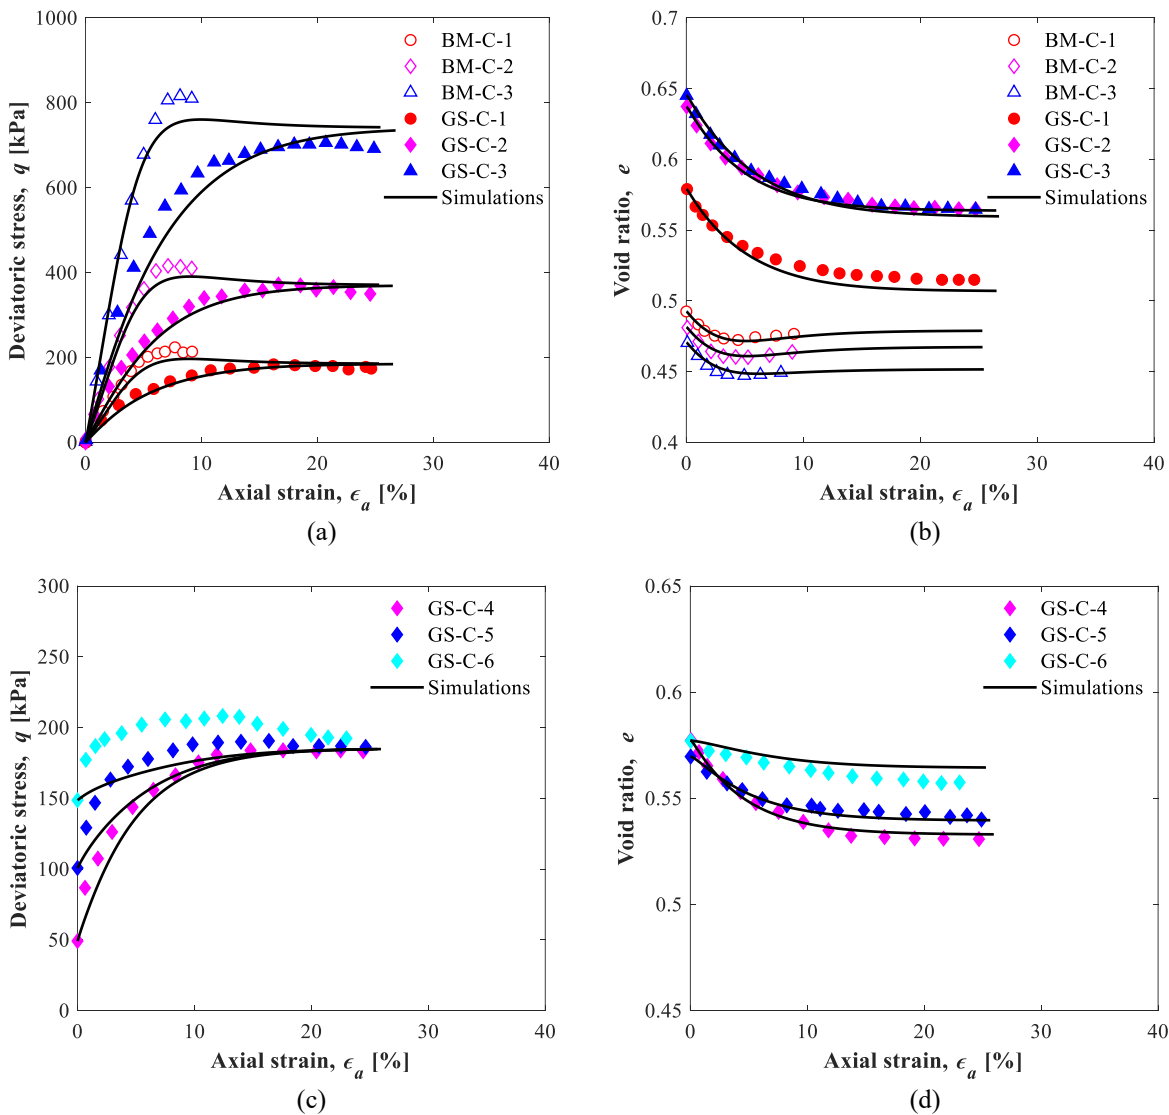 1000
800
600
400
200
0
0
10
20
30
40
Deviatoric stress, q [kPa]
Axial strain, ϵa [%]
BM-C-1
BM-C-2
BM-C-3
GS-C-1
GS-C-2
GS-C-3
Simulations
(a)
0.7
0.65
0.6
0.55
0.5
0.45
0.4
0
10
20
30
40
Void ratio, e
Axial strain, ϵa [%]
BM-C-1
BM-C-2
BM-C-3
GS-C-1
GS-C-2
GS-C-3
Simulations
(b)
300
250
200
150
100
50
0
0
10
20
30
40
Deviatoric stress, q [kPa]
Axial strain, ϵa [%]
GS-C-4
GS-C-5
GS-C-6
Simulations
(c)
0.65
0.6
0.55
0.5
0.45
0
10
20
30
40
Void ratio, e
Axial strain, ϵa [%]
GS-C-4
GS-C-5
GS-C-6
Simulations
(d)